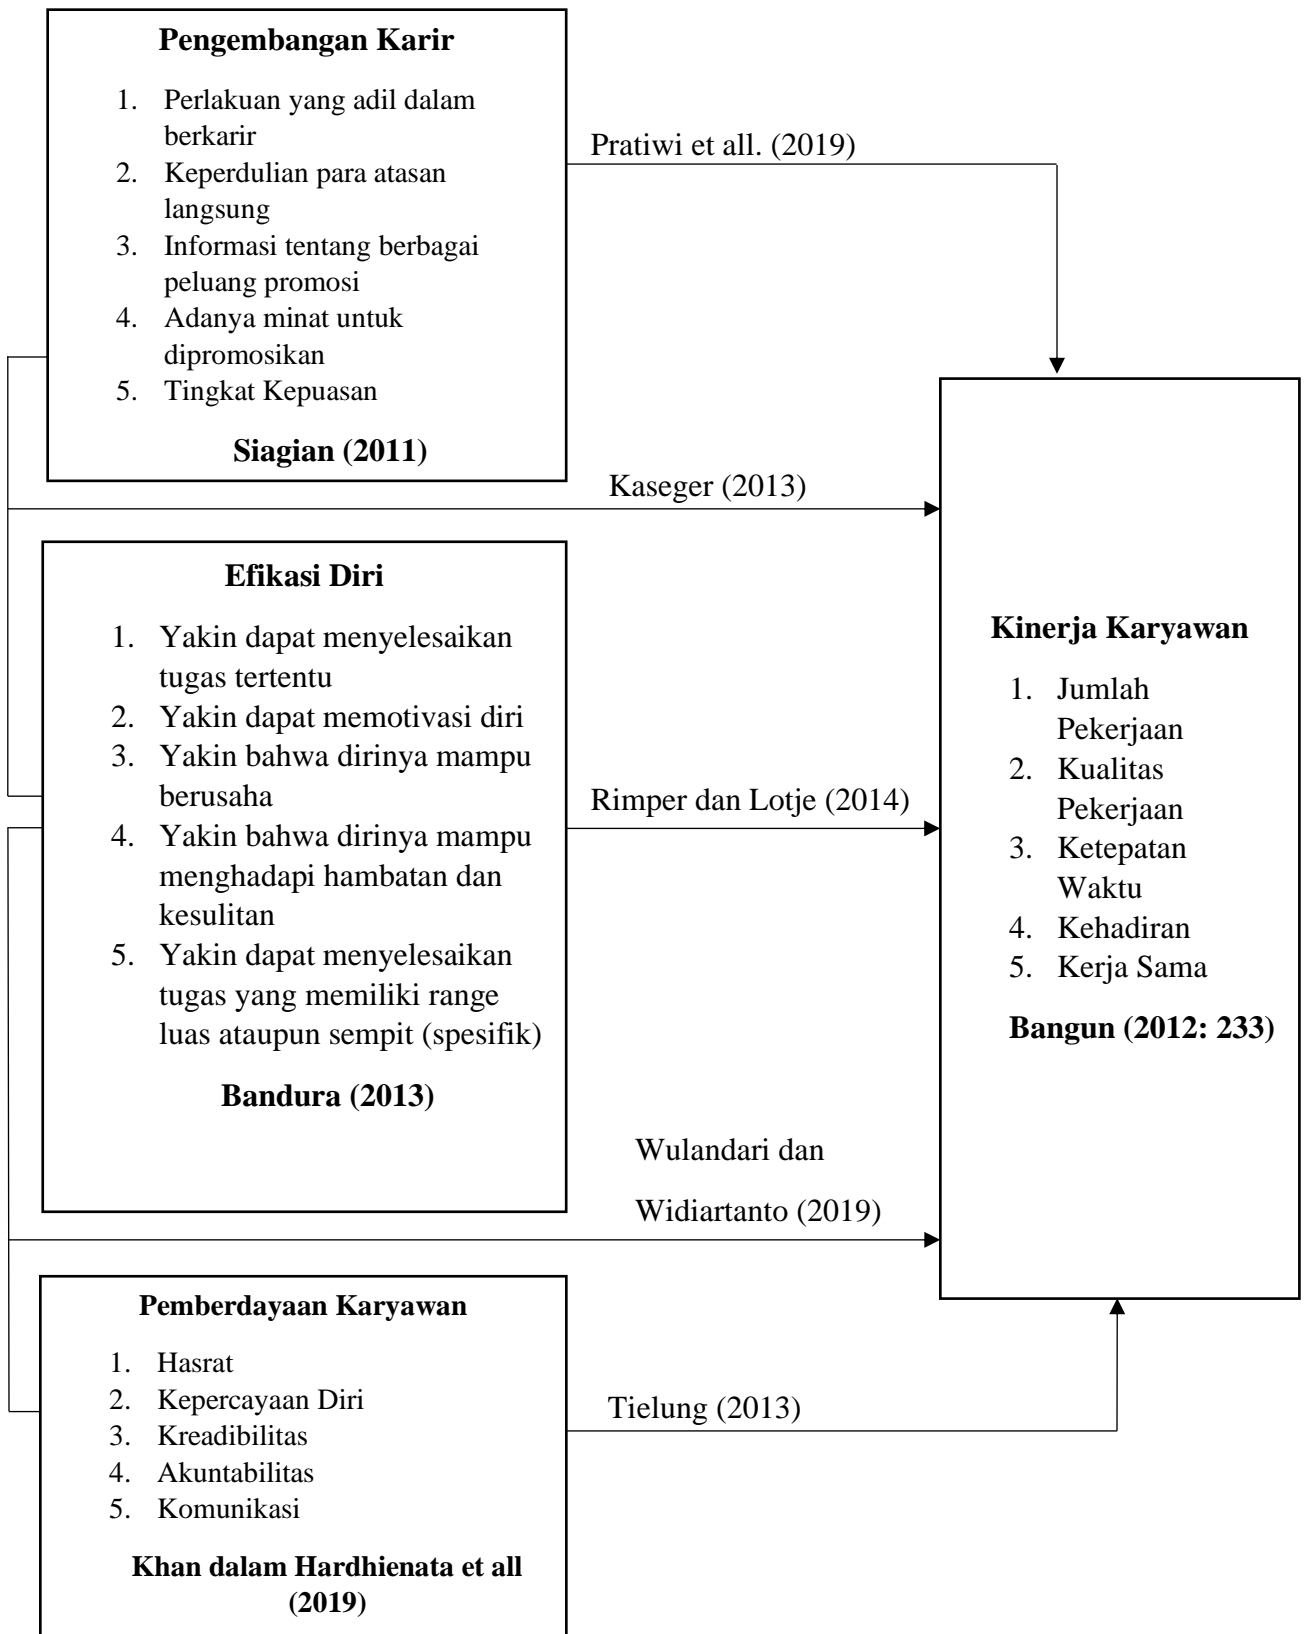 Pengembangan Karir
1. Perlakuan yang adil dalam
berkarir
2. Keperdulian para atasan
langsung
3. Informasi tentang berbagai
peluang promosi
4. Adanya minat untuk
dipromosikan
5. Tingkat Kepuasan
Siagian (2011)
Pratiwi et all. (2019)
Kaseger (2013)
Efikasi Diri
1. Yakin dapat menyelesaikan
tugas tertentu
2. Yakin dapat memotivasi diri
3. Yakin bahwa dirinya mampu
berusaha
4. Yakin bahwa dirinya mampu
menghadapi hambatan dan
kesulitan
5. Yakin dapat menyelesaikan
tugas yang memiliki range
luas ataupun sempit (spesifik)
Bandura (2013)
Rimper dan Lotje (2014)
Kinerja Karyawan
1. Jumlah
Pekerjaan
2. Kualitas
Pekerjaan
3. Ketepatan
Waktu
4. Kehadiran
5. Kerja Sama
Bangun (2012: 233)
Wulandari dan
Widiartanto (2019)
Pemberdayaan Karyawan
1. Hasrat
2. Kepercayaan Diri
3. Kreadibilitas
4. Akuntabilitas
5. Komunikasi
Khan dalam Hardhienata et all
(2019)
Tielung (2013)